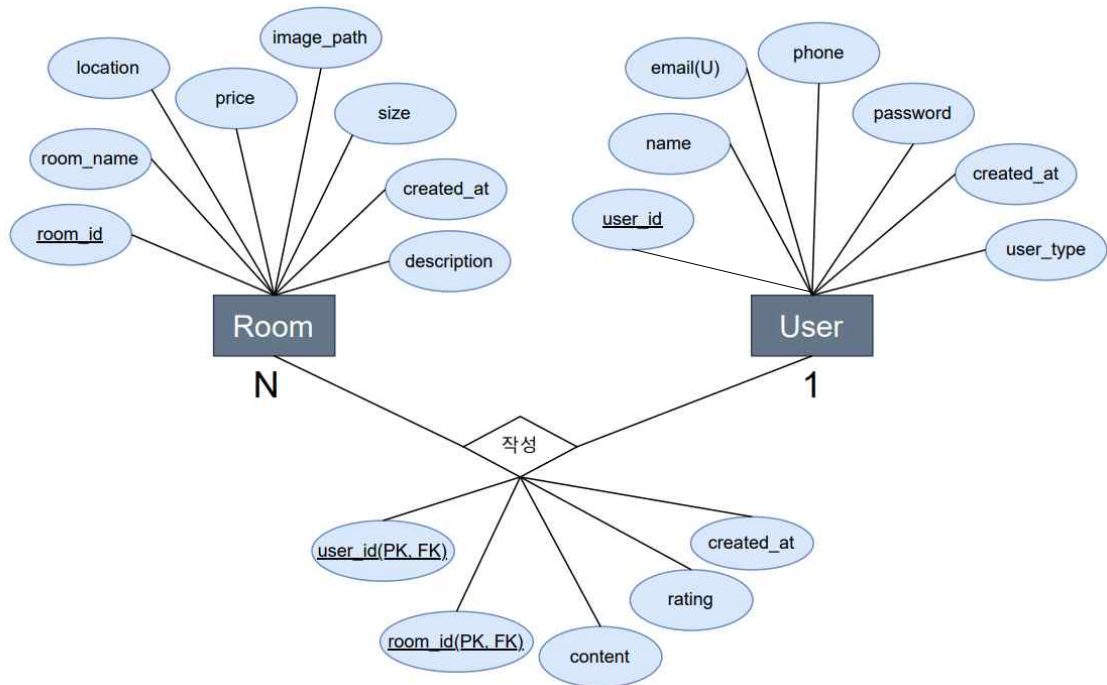 image_path
location
price
size
room_name
created_at
room_id
description
Room
N
phone
email(U)
password
name
created_at
user_id
user_type
User
1
작성
user_id(PK, FK)
created_at
rating
room_id(PK, FK)
content